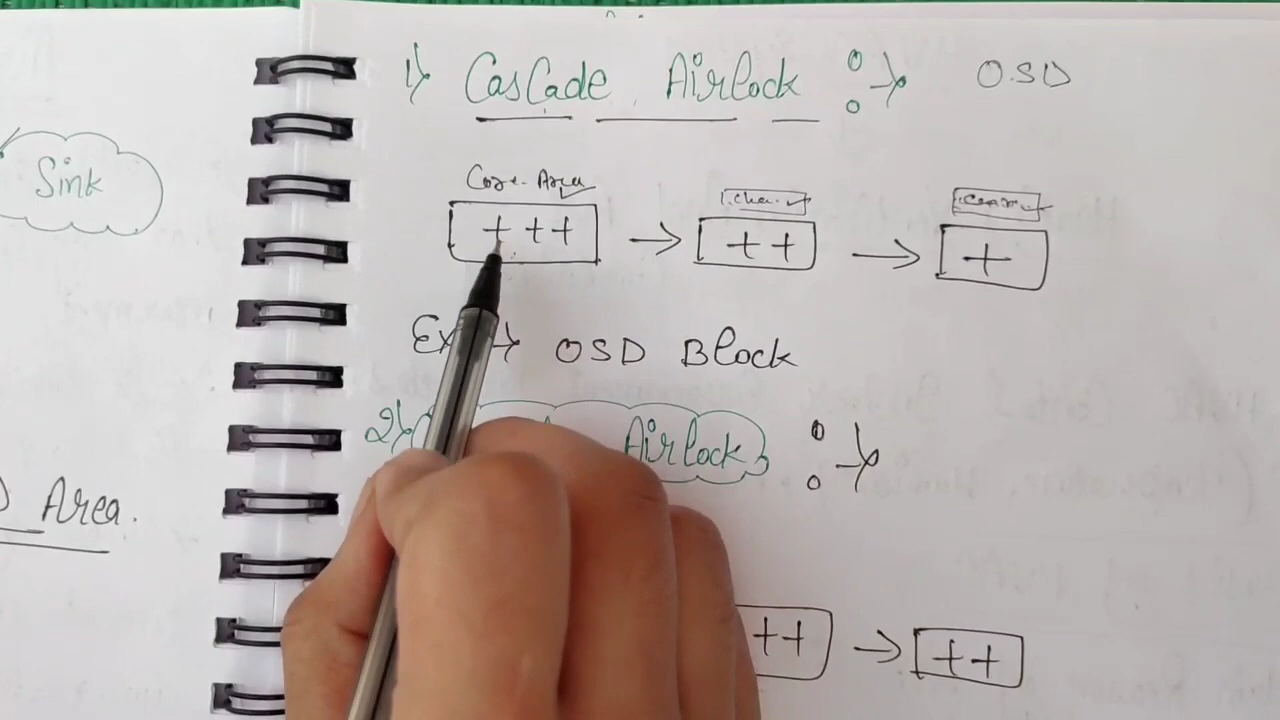 Sink
Area.
1) Cascade Airlock : → OSD
Core Area
+++ → ++ → +
Ex → OSD Block
2) Airlock : →
++ → ++